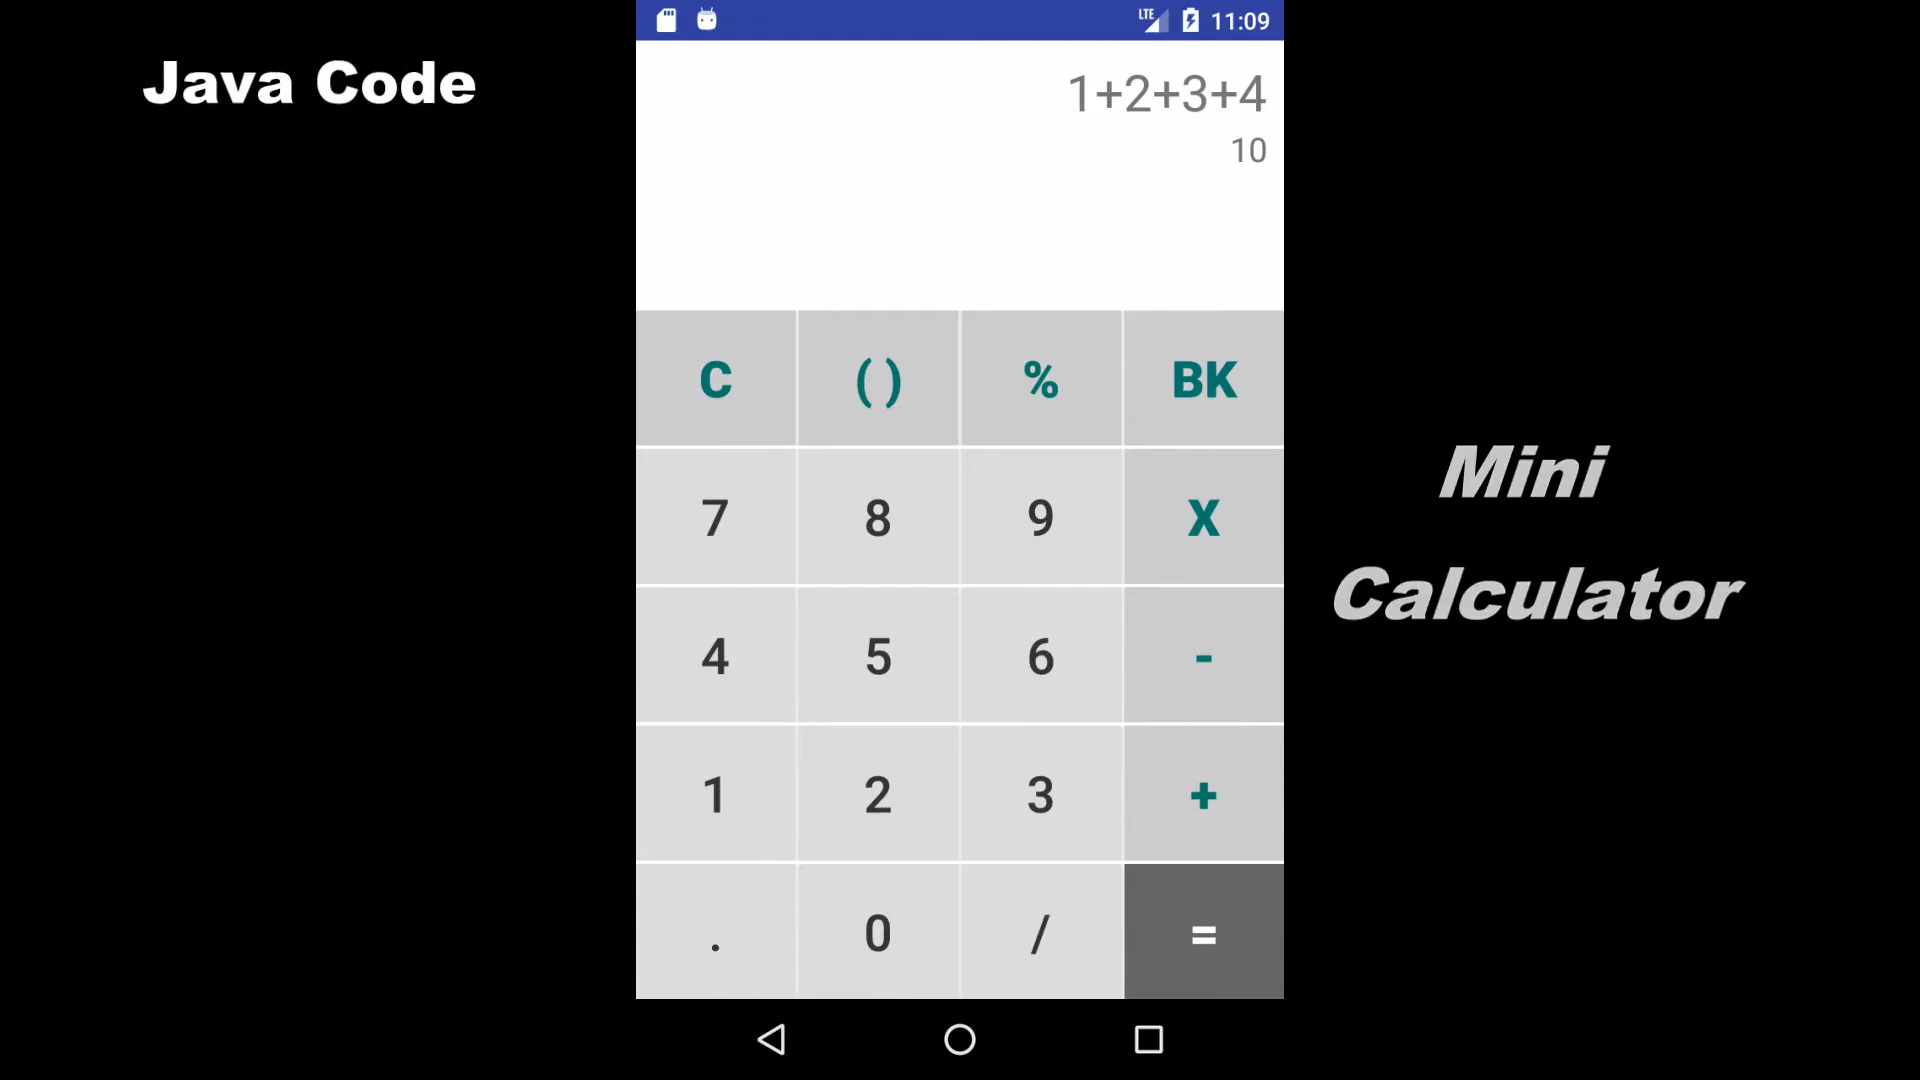 LTE 11:09
Java Code
1+2+3+4
10
C ( ) % BK
7 8 9 X
4 5 6 -
1 2 3 +
. 0 / =
Mini
Calculator